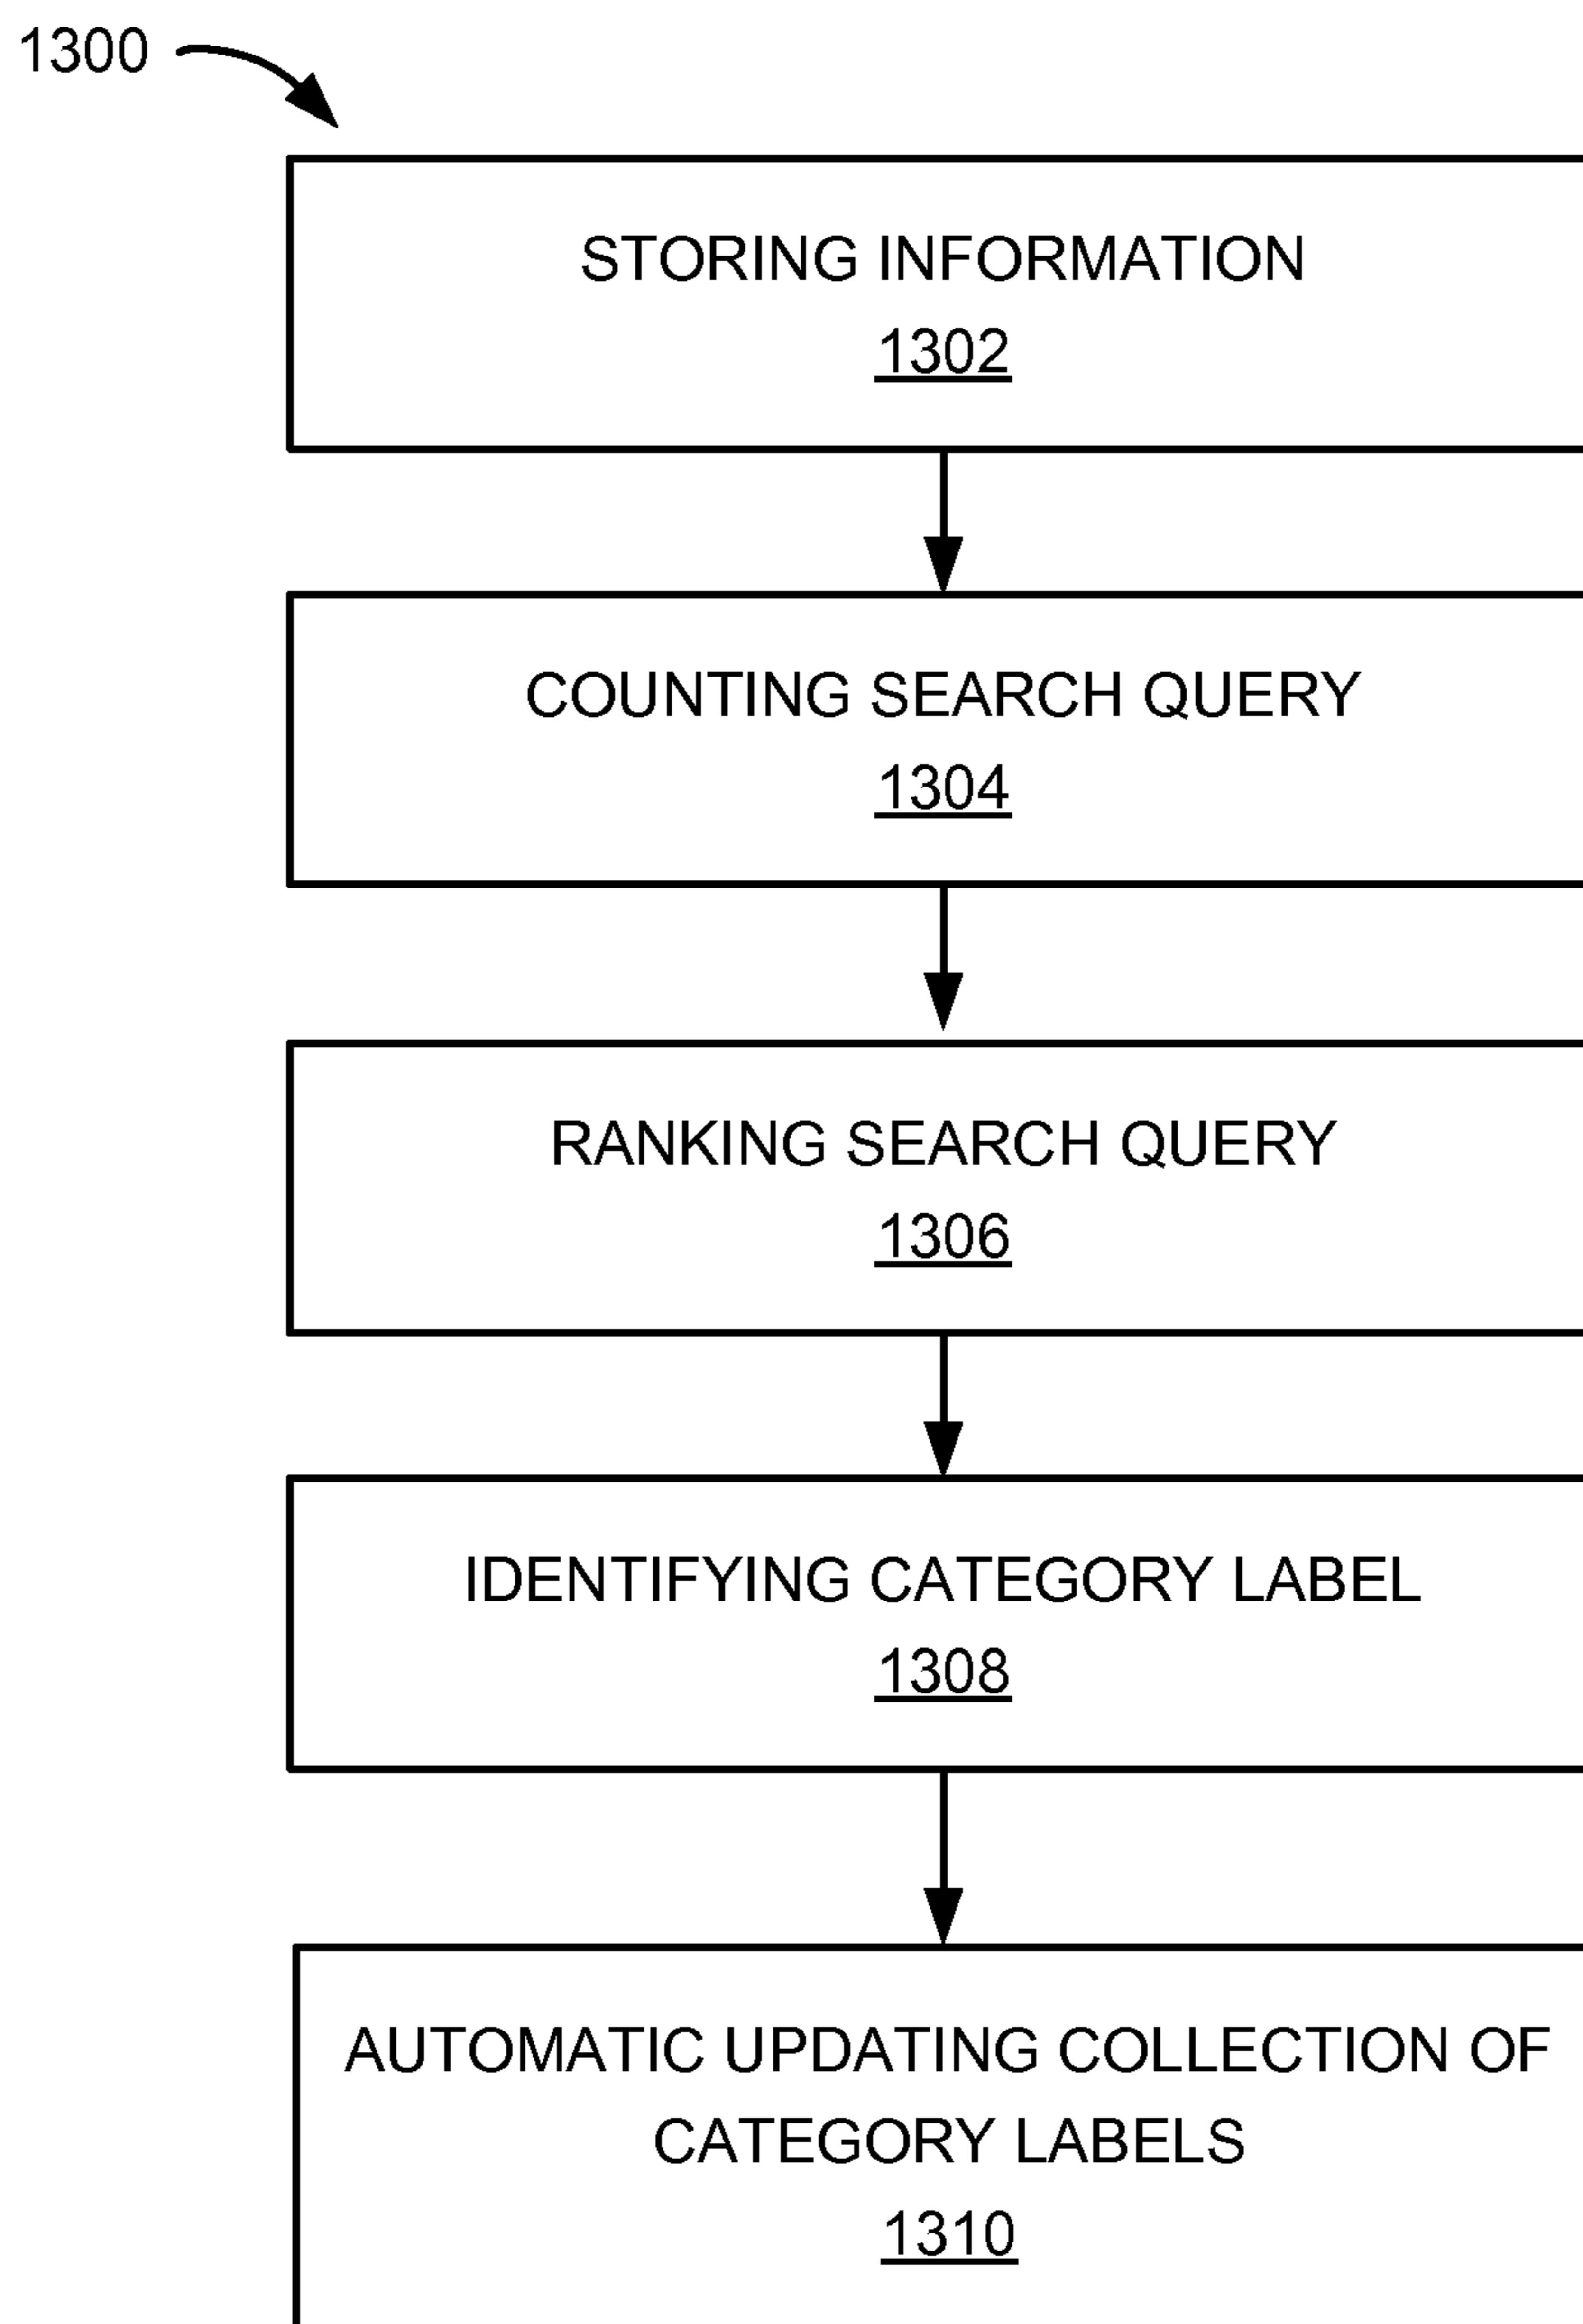 1300
STORING INFORMATION
1302
COUNTING SEARCH QUERY
1304
RANKING SEARCH QUERY
1306
IDENTIFYING CATEGORY LABEL
1308
AUTOMATIC UPDATING COLLECTION OF
CATEGORY LABELS
1310